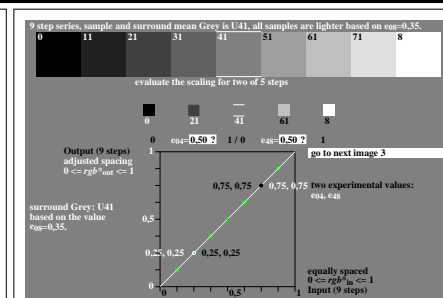 9 step series, sample and surround mean Grey is U41, all samples are lighter based on e08=0,35.
0 11 21 31 41 51 61 71 8
evaluate the scaling for two of 5 steps
0 21 41 61 8
0 e04=0,50 ? 1 / 0 e48=0,50 ? 1
Output (9 steps)
adjusted spacing
0 <= rgb*out <= 1
go to next image 3
1
0,75, 0,75 0,75, 0,75
two experimental values:
e04, e48
surround Grey: U41
based on the value
e08=0,35.
0,5
0,25, 0,25 0,25, 0,25
equally spaced
0 <= rgb*in <= 1
Input (9 steps)
0
0 0,5 1